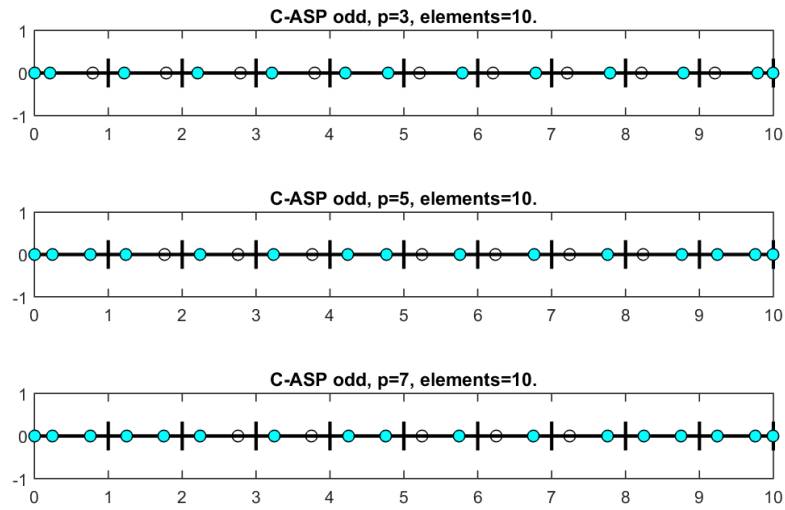 C-ASP odd, p=3, elements=10.
1
0
-1
0 1 2 3 4 5 6 7 8 9 10
C-ASP odd, p=5, elements=10.
1
0
-1
0 1 2 3 4 5 6 7 8 9 10
C-ASP odd, p=7, elements=10.
1
0
-1
0 1 2 3 4 5 6 7 8 9 10